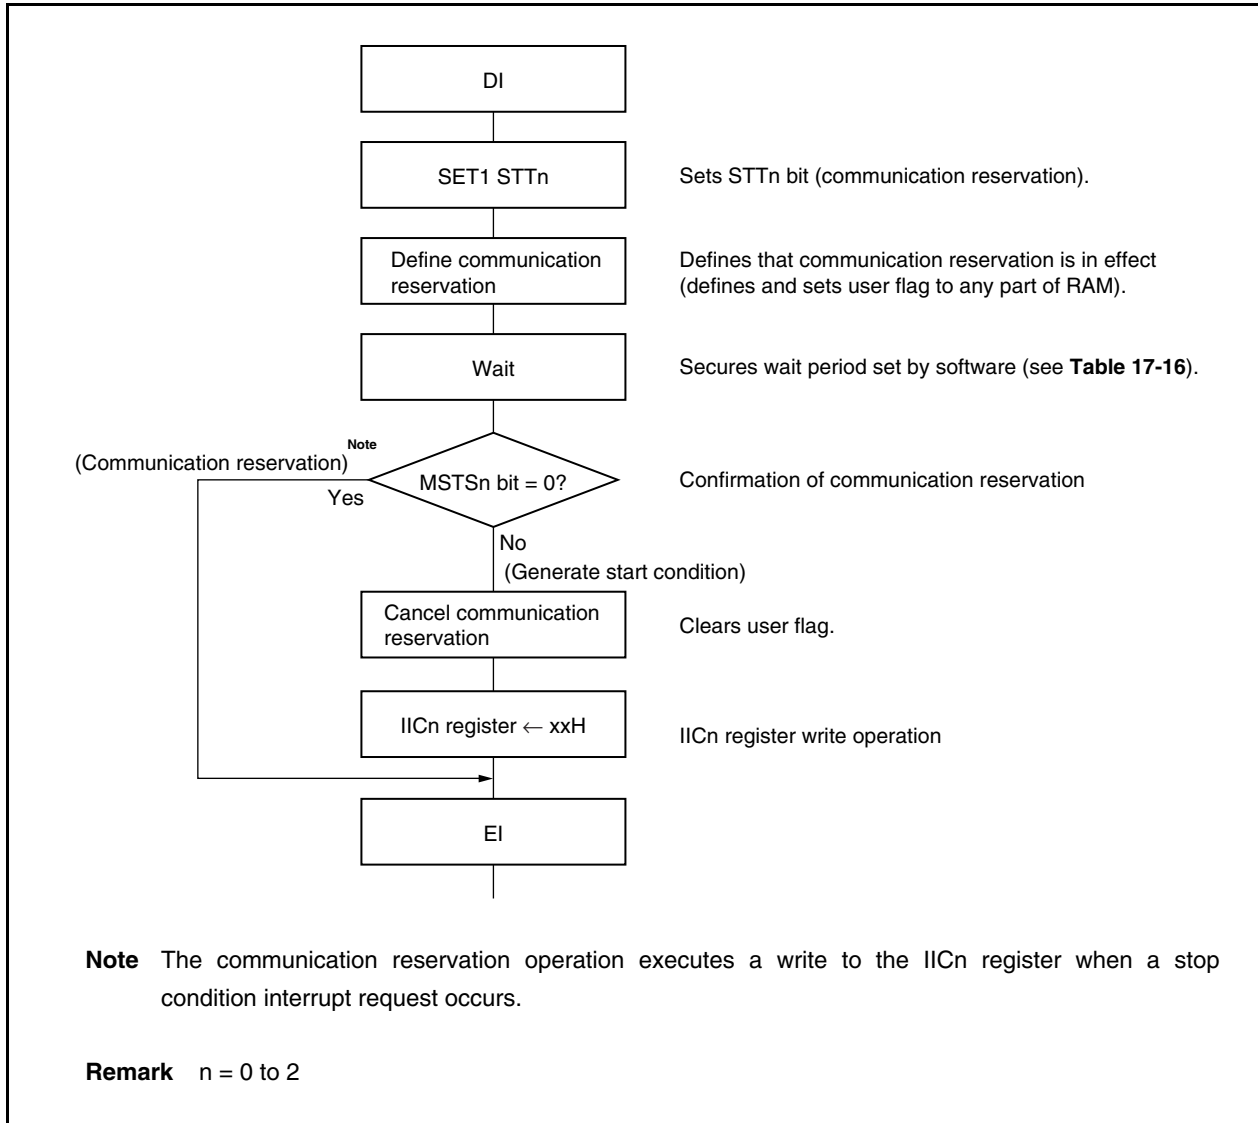 DI
SET1 STTn
Sets STTn bit (communication reservation).
Define communication
reservation
Defines that communication reservation is in effect
(defines and sets user flag to any part of RAM).
Wait
Secures wait period set by software (see Table 17-16).
(Communication reservation) Note
MSTSn bit = 0?
Confirmation of communication reservation
Yes
No
(Generate start condition)
Cancel communication
reservation
Clears user flag.
IICn register ← xxH
IICn register write operation
EI
Note The communication reservation operation executes a write to the IICn register when a stop
condition interrupt request occurs.
Remark n = 0 to 2